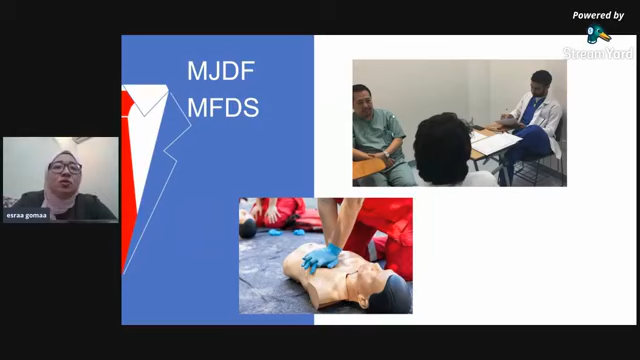 Powered by
StreamYard
MJDF
MFDS
esraa gomaa